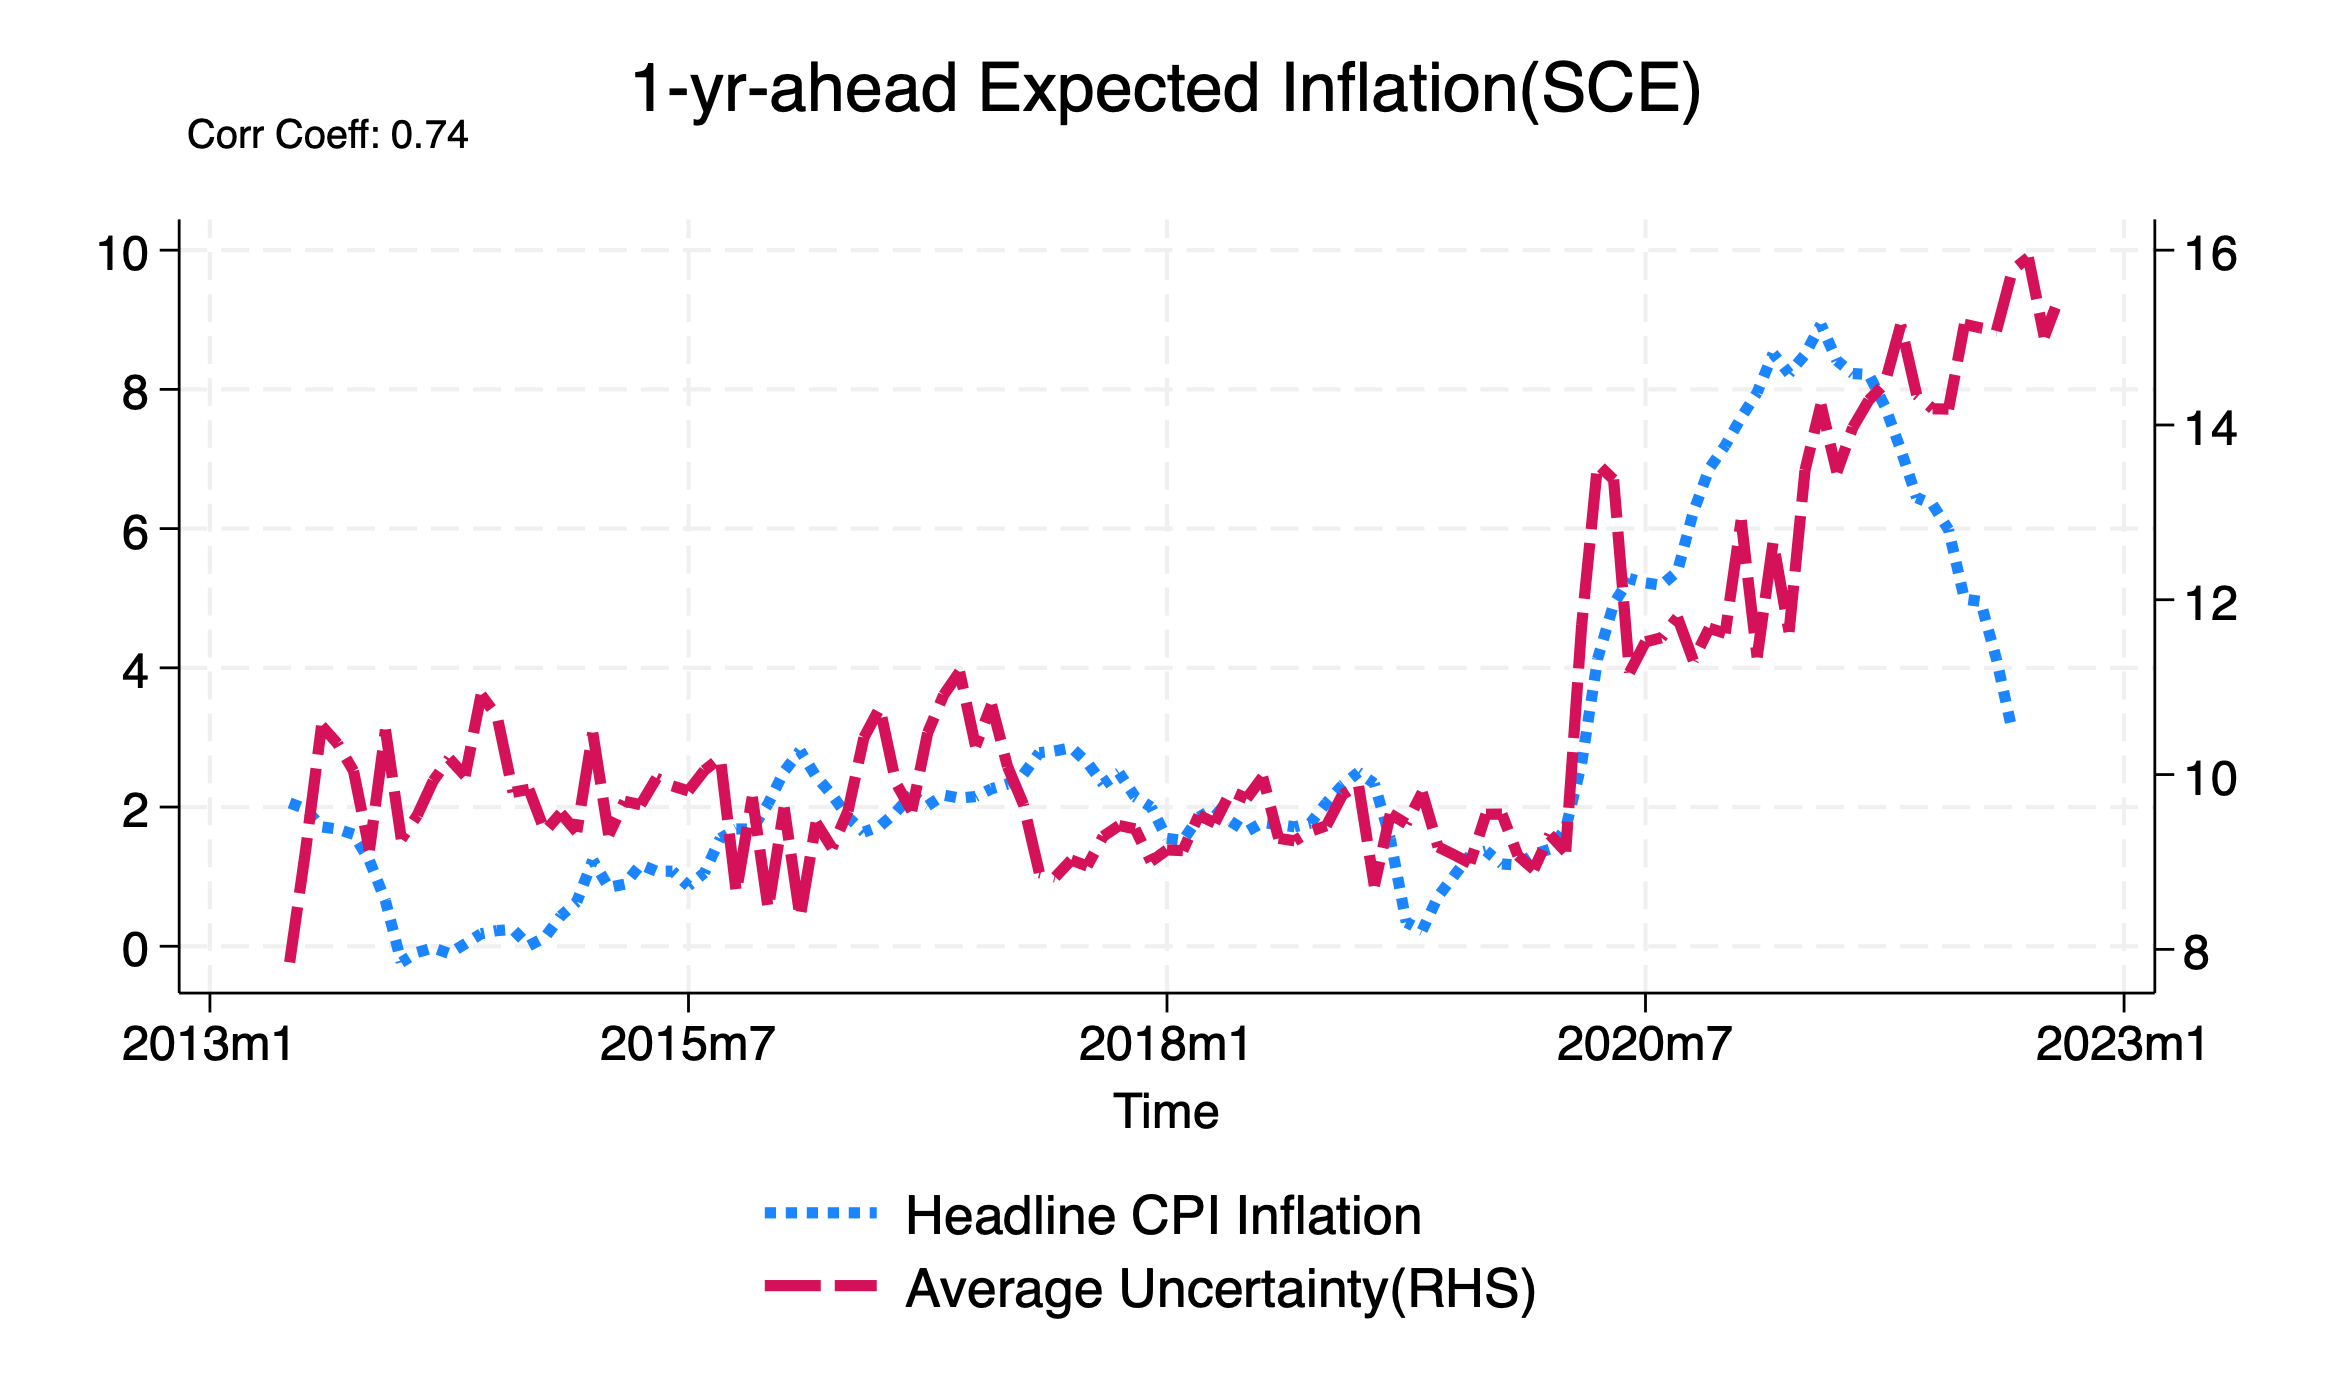 1-yr-ahead Expected Inflation(SCE)
Corr Coeff: 0.74
10
8
6
4
2
0
16
14
12
10
8
2013m1
2015m7
2018m1
2020m7
2023m1
Time
Headline CPI Inflation
Average Uncertainty(RHS)